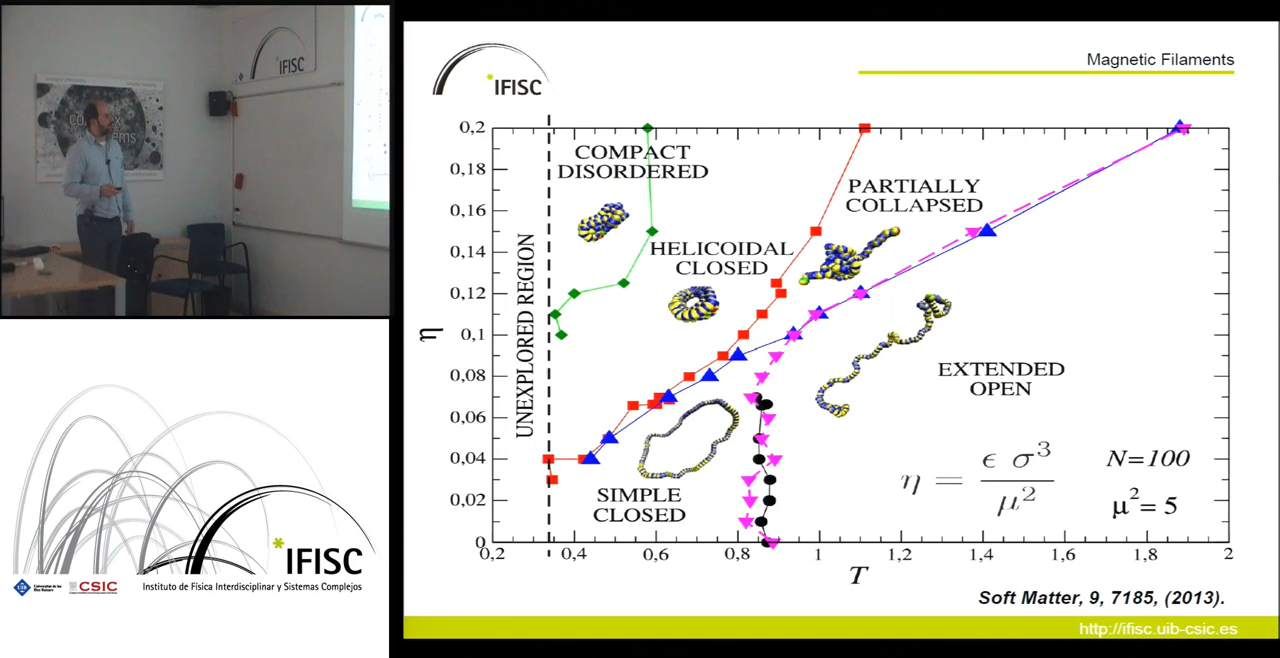 IFISC
complex
systems
IFISC
Magnetic Filaments
0,2
0,18
0,16
0,14
0,12
0,1
0,08
0,06
0,04
0,02
0
η
UNEXPLORED REGION
COMPACT
DISORDERED
HELICOIDAL
CLOSED
PARTIALLY
COLLAPSED
EXTENDED
OPEN
SIMPLE
CLOSED
η = ϵ σ³ / μ²
N=100
μ²= 5
0,2 0,4 0,6 0,8 1 1,2 1,4 1,6 1,8 2
T
Soft Matter, 9, 7185, (2013).
http://ifisc.uib-csic.es
IFISC
CSIC
Instituto de Física Interdisciplinar y Sistemas Complejos